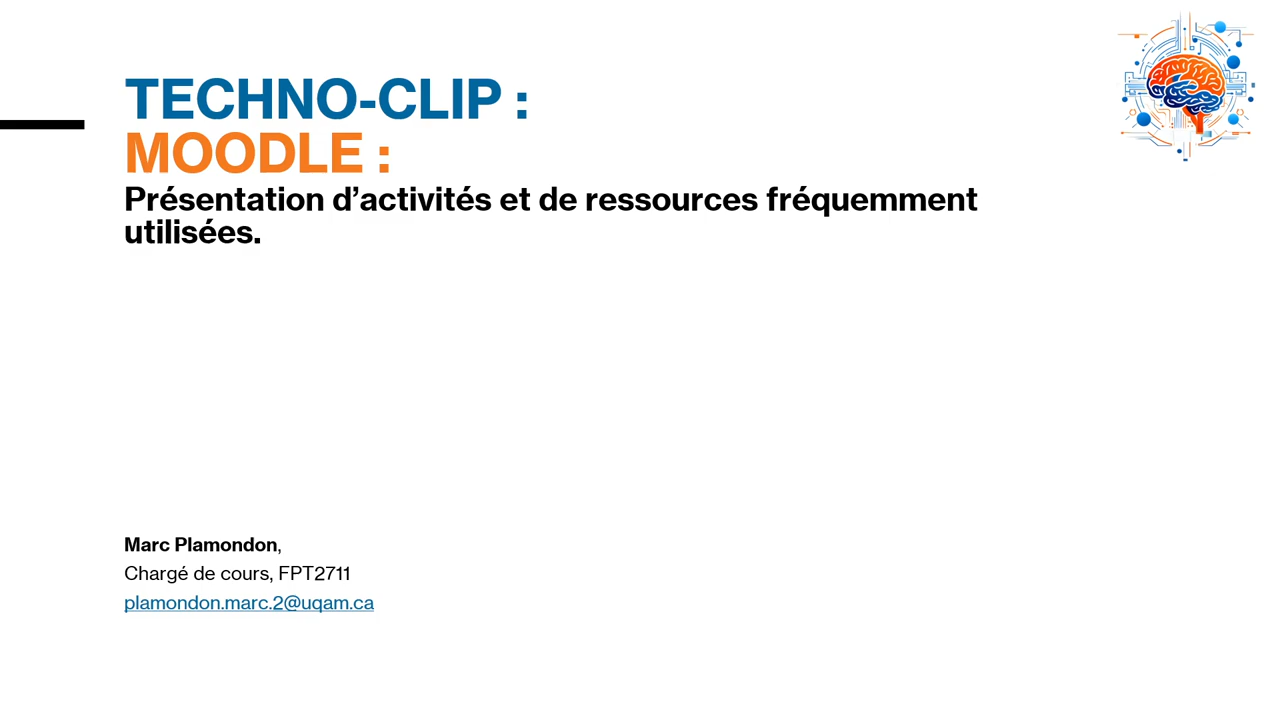 TECHNO-CLIP :
MOODLE :
Présentation d’activités et de ressources fréquemment
utilisées.
Marc Plamondon,
Chargé de cours, FPT2711
plamondon.marc.2@uqam.ca